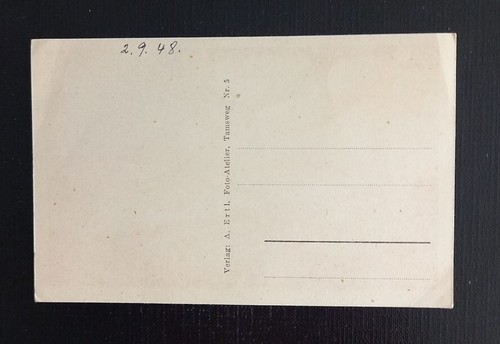 2.9.48.
Verlag: A. Ertl. Foto-Atelier, Tamsweg Nr. 5